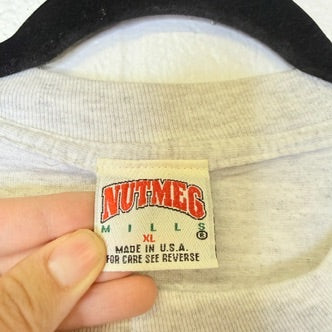 NUTMEG
MILLS ®
XL
MADE IN U.S.A.
FOR CARE SEE REVERSE